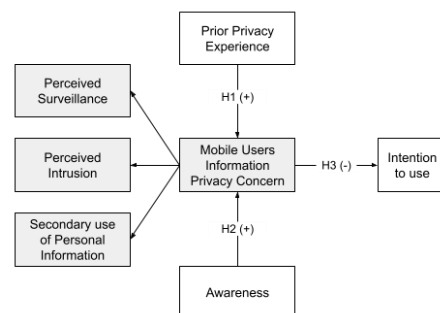 Prior Privacy
Experience
Perceived
Surveillance
H1 (+)
Perceived
Intrusion
Mobile Users
Information
Privacy Concern
H3 (-)
Intention
to use
Secondary use
of Personal
Information
H2 (+)
Awareness